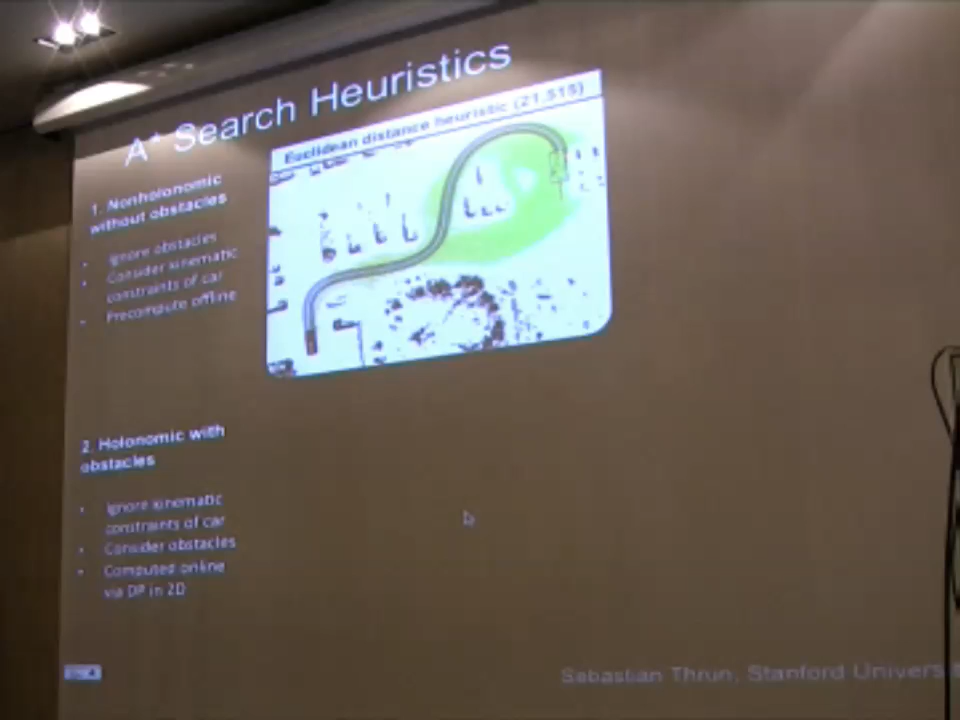 A* Search Heuristics
Euclidean distance heuristic (21,515)
1. Nonholonomic
without obstacles
• Ignore obstacles
• Consider kinematic
constraints of car
• Precompute offline
2. Holonomic with
obstacles
• Ignore kinematic
constraints of car
• Consider obstacles
• Computed online
via DP in 2D
Sebastian Thrun, Stanford Univers